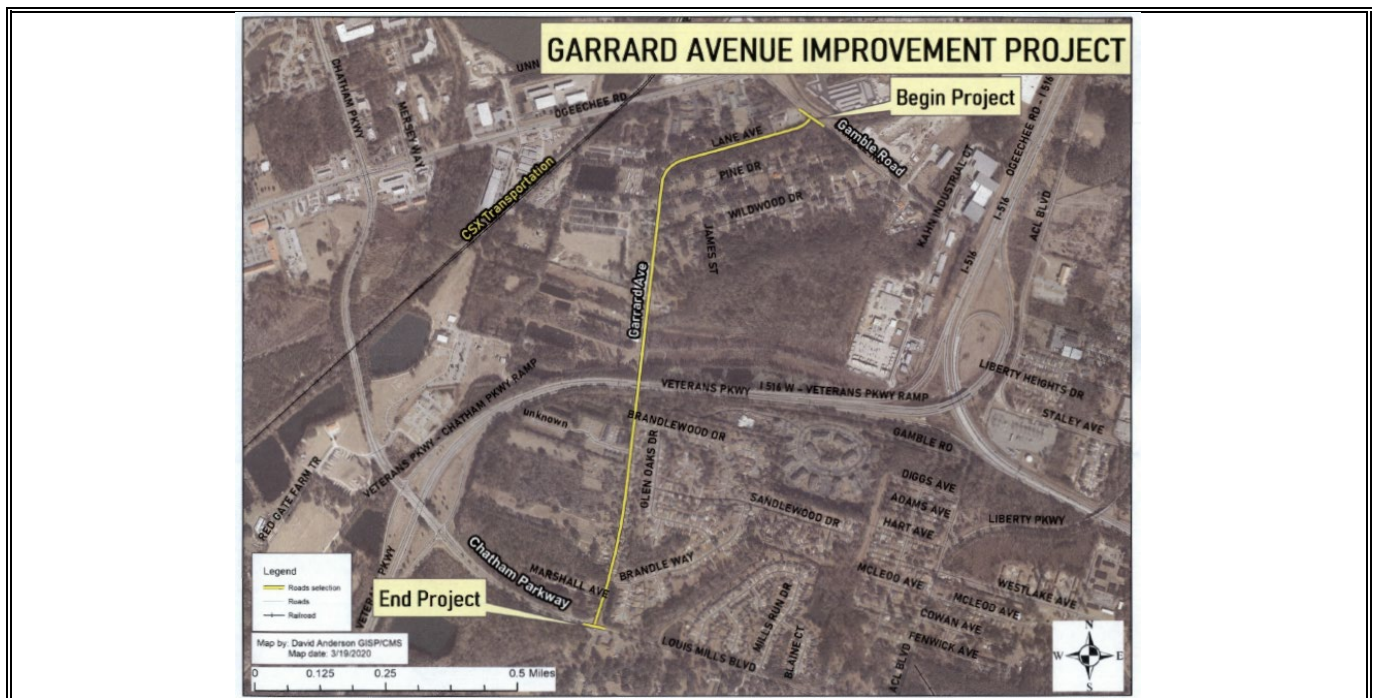 GARRARD AVENUE IMPROVEMENT PROJECT
UNN
OGEECHEE RD
CHATHAM PKWY
MERSEY WAY
Begin Project
OGEECHEE RD - I 516
LANE AVE
Gamble Road
CSX Transportation
PINE DR
KAHN INDUSTRIAL CT
WILDWOOD DR
I-516
ACL BLVD
JAMES ST
I-516
Garrard Ave
VETERANS PKWY - CHATHAM PKWY RAMP
VETERANS PKWY
I 516 W - VETERANS PKWY RAMP
LIBERTY HEIGHTS DR
unknown
BRANDLEWOOD DR
STALEY AVE
GAMBLE RD
GLEN OAKS DR
DIGGS AVE
RED GATE FARM TR
SANDLEWOOD DR
ADAMS AVE
LIBERTY PKWY
HART AVE
Chatham Parkway
MARSHALL AVE
BRANDLE WAY
MCLEOD AVE
WESTLAKE AVE
Legend
Roads selection
Roads
Railroad
PKWY
End Project
MILLS RUN DR
MCLEOD AVE
COWAN AVE
BLAINE CT
FENWICK AVE
LOUIS MILLS BLVD
ACL BLVD
Map by: David Anderson GISP/CMS
Map date: 3/19/2020
0 0.125 0.25 0.5 Miles
N
W E
S